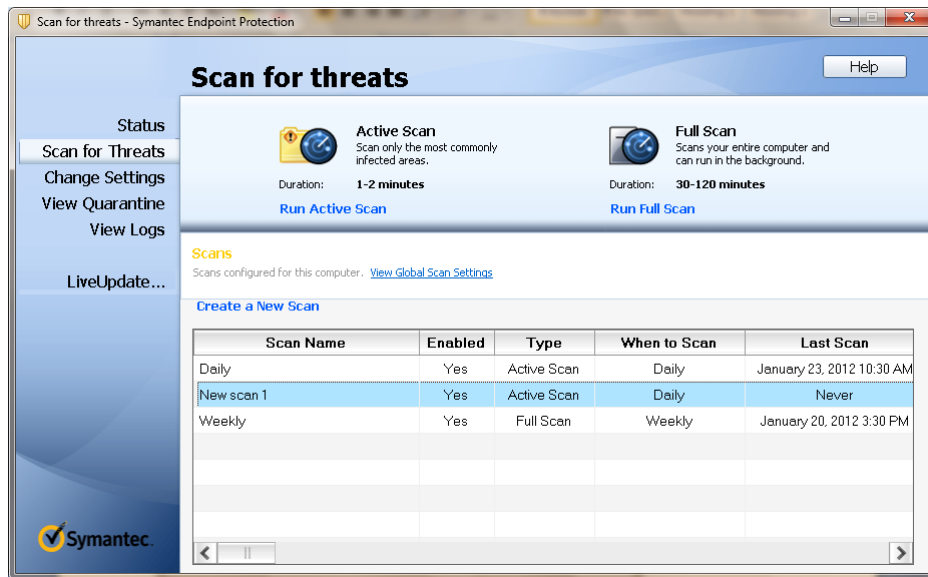 Scan for threats - Symantec Endpoint Protection
Scan for threats
Help
Status
Scan for Threats
Change Settings
View Quarantine
View Logs
LiveUpdate...
Active Scan
Scan only the most commonly
infected areas.
Duration: 1-2 minutes
Run Active Scan
Full Scan
Scans your entire computer and
can run in the background.
Duration: 30-120 minutes
Run Full Scan
Scans
Scans configured for this computer. View Global Scan Settings
Create a New Scan
Scan Name Enabled Type When to Scan Last Scan
Daily Yes Active Scan Daily January 23, 2012 10:30 AM
New scan 1 Yes Active Scan Daily Never
Weekly Yes Full Scan Weekly January 20, 2012 3:30 PM
Symantec.